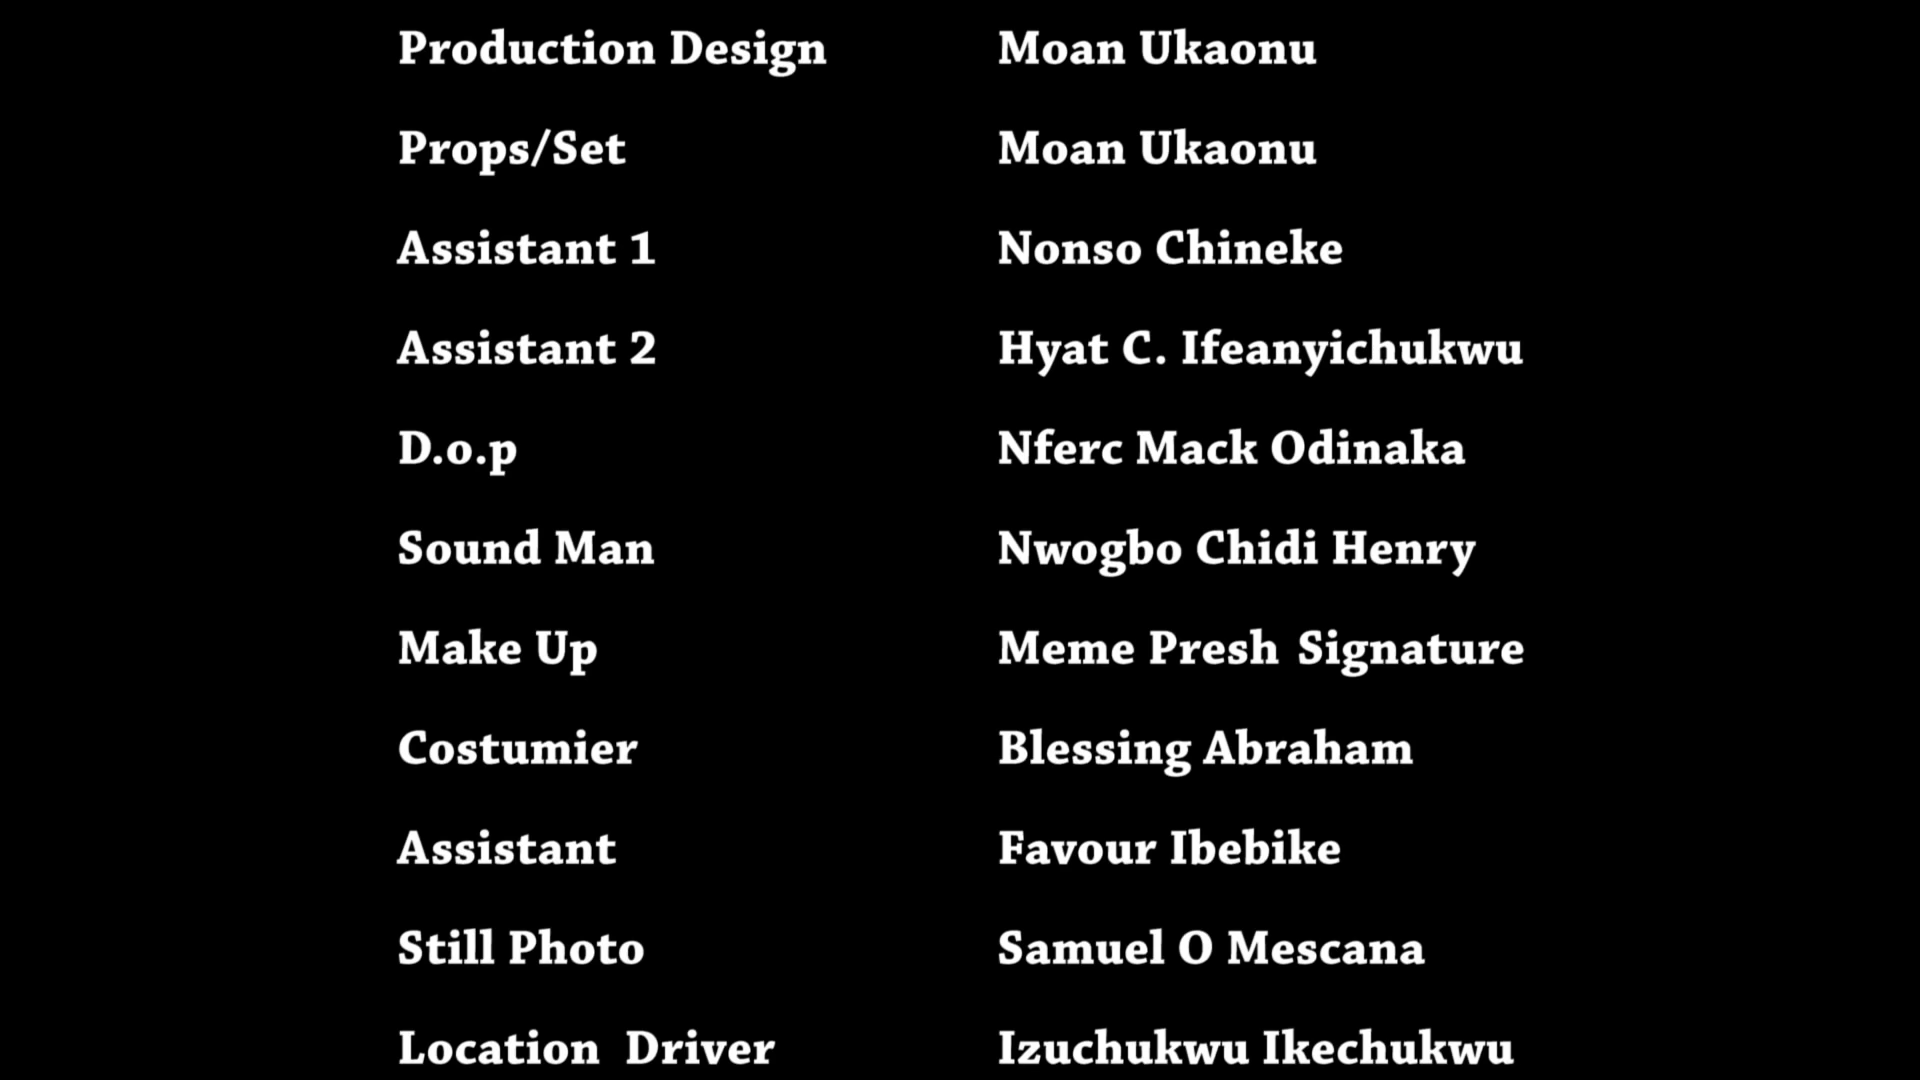 Production Design Moan Ukaonu
Props/Set Moan Ukaonu
Assistant 1 Nonso Chineke
Assistant 2 Hyat C. Ifeanyichukwu
D.o.p Nferc Mack Odinaka
Sound Man Nwogbo Chidi Henry
Make Up Meme Presh Signature
Costumier Blessing Abraham
Assistant Favour Ibebike
Still Photo Samuel O Mescana
Location Driver Izuchukwu Ikechukwu